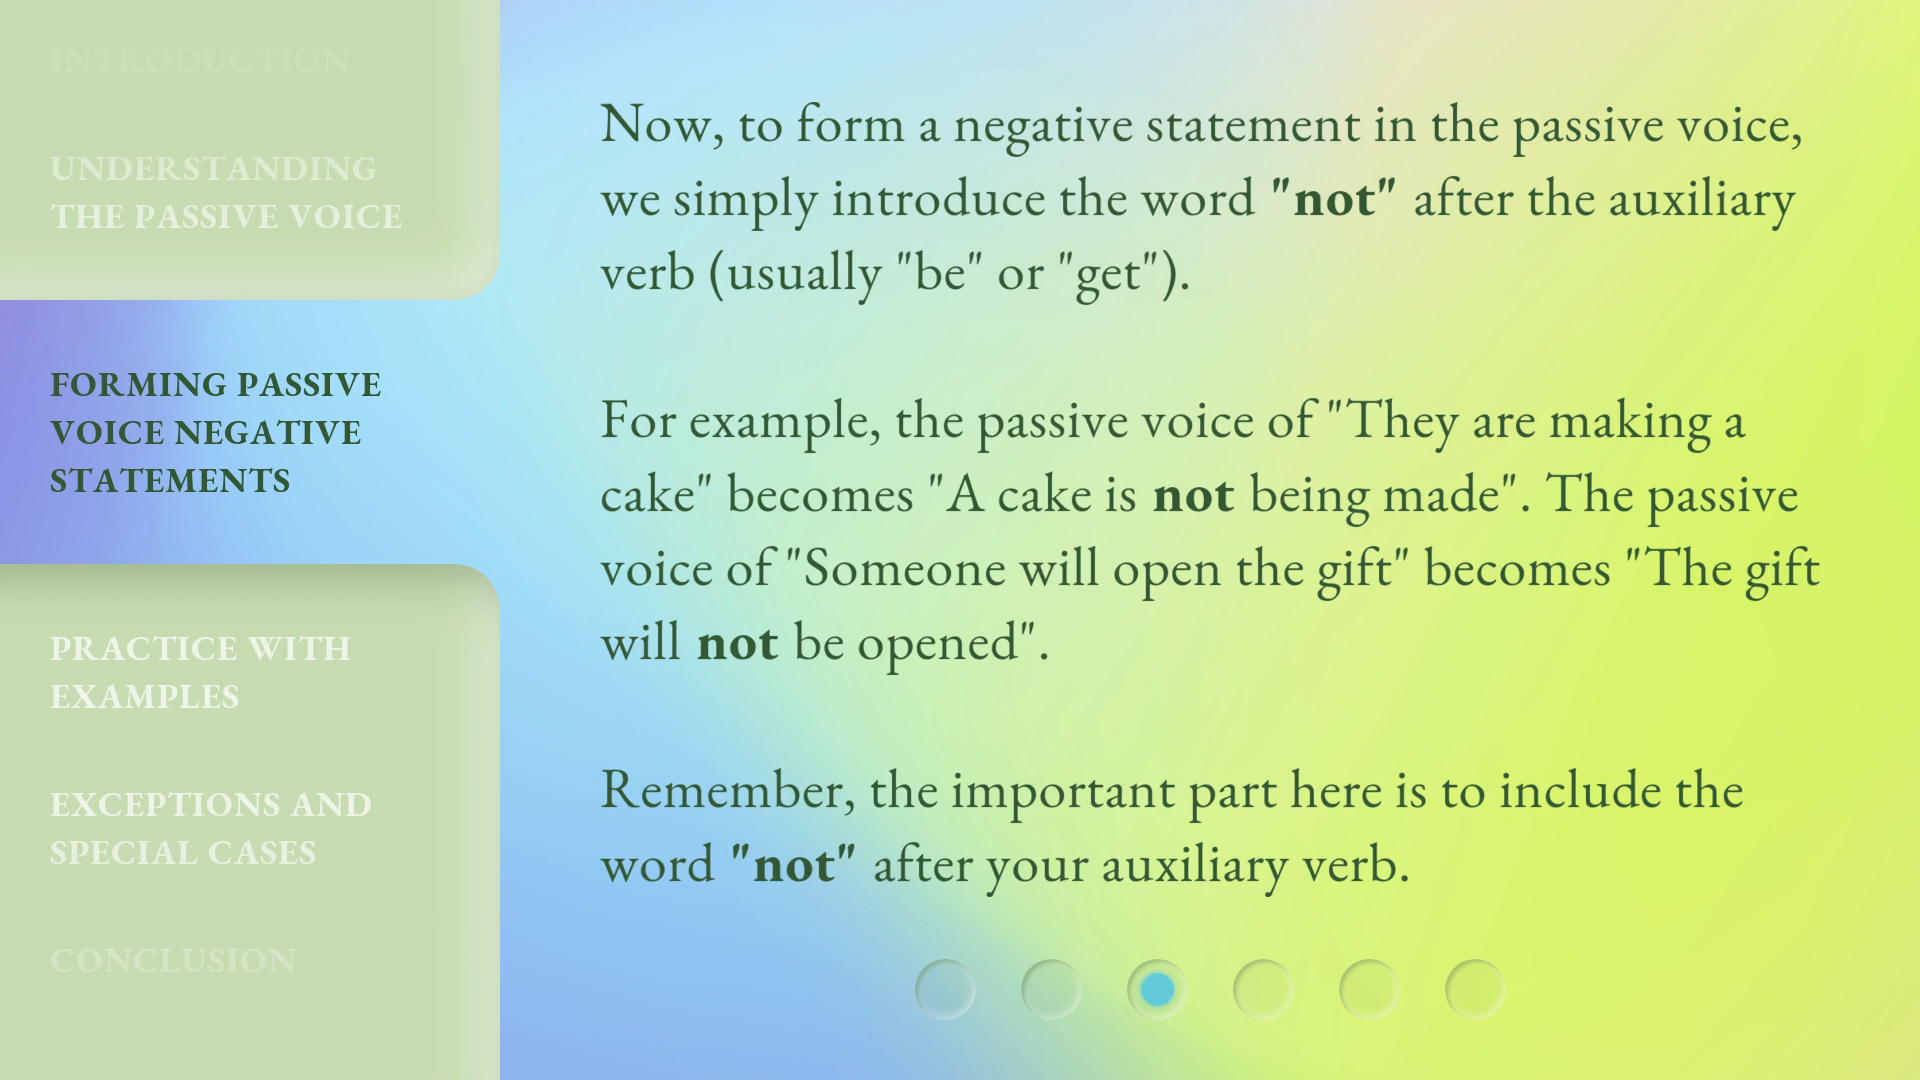 INTRODUCTION
UNDERSTANDING
THE PASSIVE VOICE
FORMING PASSIVE
VOICE NEGATIVE
STATEMENTS
PRACTICE WITH
EXAMPLES
EXCEPTIONS AND
SPECIAL CASES
CONCLUSION
Now, to form a negative statement in the passive voice,
we simply introduce the word "not" after the auxiliary
verb (usually "be" or "get").
For example, the passive voice of "They are making a
cake" becomes "A cake is not being made". The passive
voice of "Someone will open the gift" becomes "The gift
will not be opened".
Remember, the important part here is to include the
word "not" after your auxiliary verb.